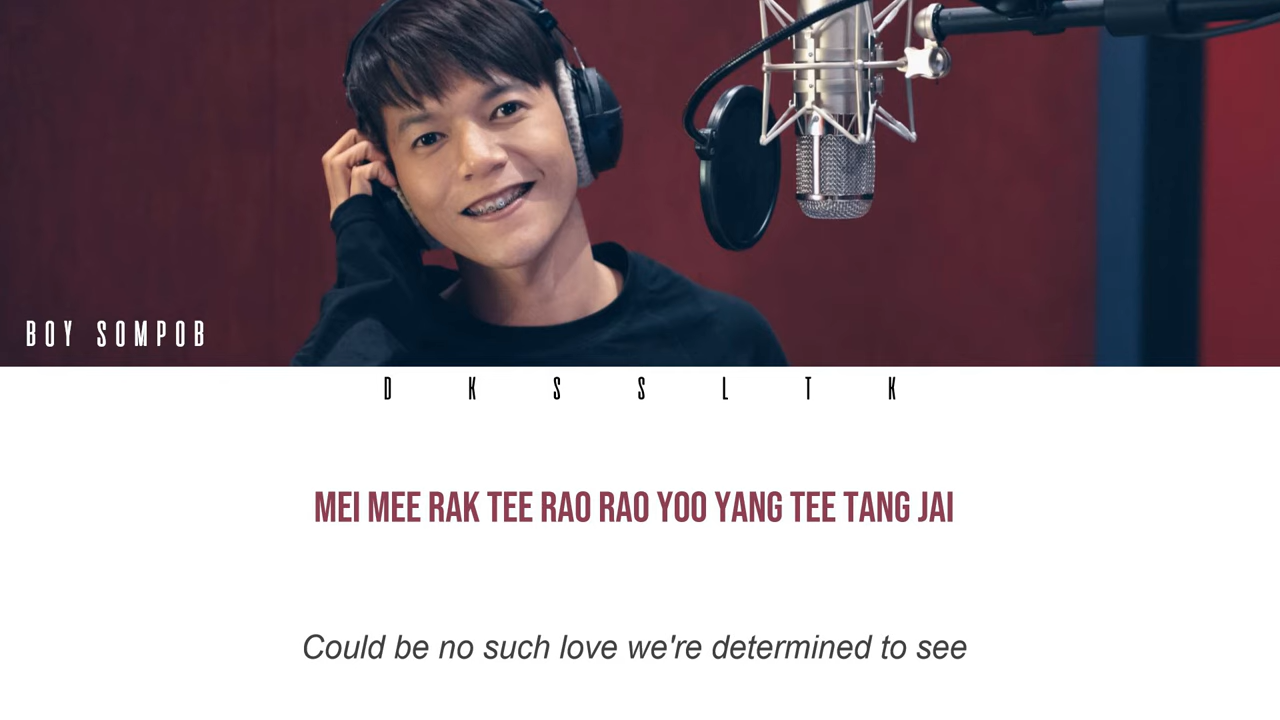 BOY SOMPOB
D K S S L T K
MEI MEE RAK TEE RAO RAO YOO YANG TEE TANG JAI
Could be no such love we're determined to see